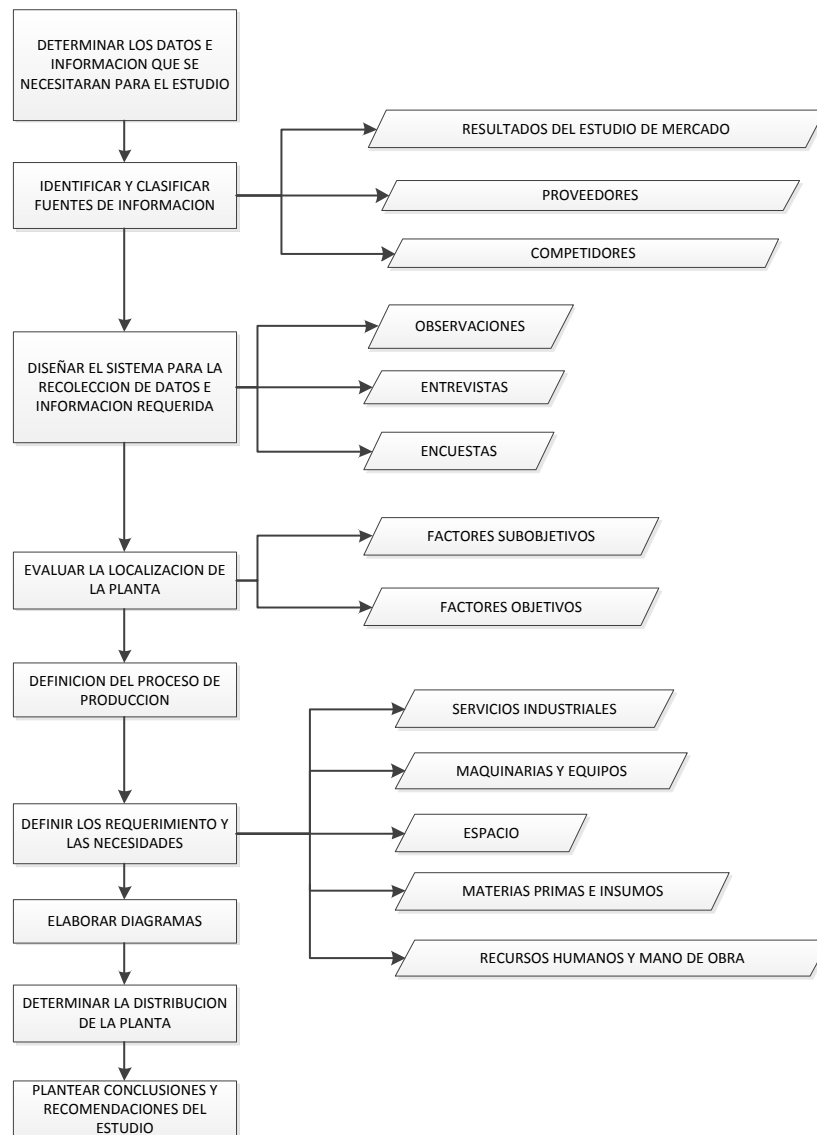 DETERMINAR LOS DATOS E
INFORMACION QUE SE
NECESITARAN PARA EL ESTUDIO
RESULTADOS DEL ESTUDIO DE MERCADO
IDENTIFICAR Y CLASIFICAR
FUENTES DE INFORMACION
PROVEEDORES
COMPETIDORES
OBSERVACIONES
DISEÑAR EL SISTEMA PARA LA
RECOLECCION DE DATOS E
INFORMACION REQUERIDA
ENTREVISTAS
ENCUESTAS
FACTORES SUBOBJETIVOS
EVALUAR LA LOCALIZACION DE
LA PLANTA
FACTORES OBJETIVOS
DEFINICION DEL PROCESO DE
PRODUCCION
SERVICIOS INDUSTRIALES
MAQUINARIAS Y EQUIPOS
DEFINIR LOS REQUERIMIENTO Y
LAS NECESIDADES
ESPACIO
MATERIAS PRIMAS E INSUMOS
ELABORAR DIAGRAMAS
RECURSOS HUMANOS Y MANO DE OBRA
DETERMINAR LA DISTRIBUCION
DE LA PLANTA
PLANTEAR CONCLUSIONES Y
RECOMENDACIONES DEL
ESTUDIO